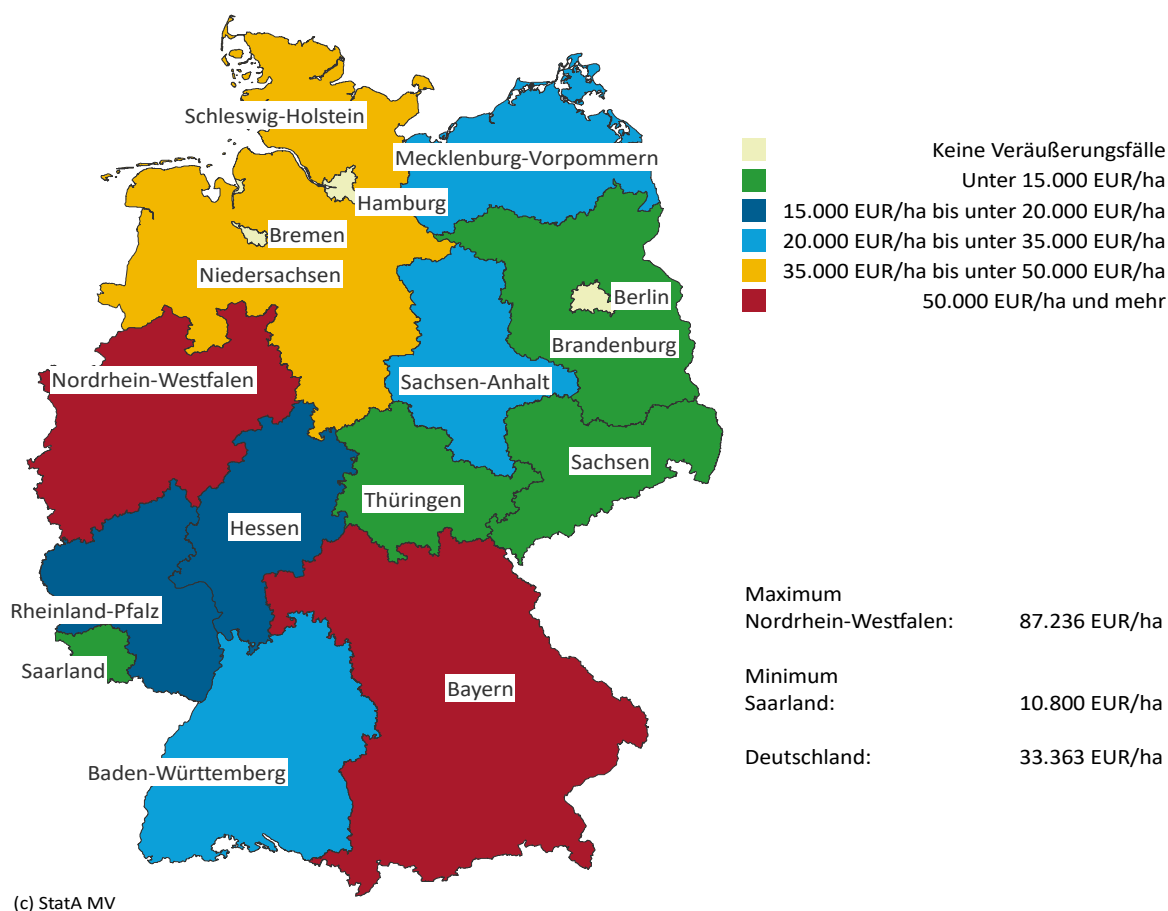 Schleswig-Holstein
Mecklenburg-Vorpommern
Hamburg
Bremen
Niedersachsen
Berlin
Brandenburg
Nordrhein-Westfalen
Sachsen-Anhalt
Sachsen
Thüringen
Hessen
Rheinland-Pfalz
Saarland
Bayern
Baden-Württemberg
Keine Veräußerungsfälle
Unter 15.000 EUR/ha
15.000 EUR/ha bis unter 20.000 EUR/ha
20.000 EUR/ha bis unter 35.000 EUR/ha
35.000 EUR/ha bis unter 50.000 EUR/ha
50.000 EUR/ha und mehr
Maximum
Nordrhein-Westfalen: 87.236 EUR/ha
Minimum
Saarland: 10.800 EUR/ha
Deutschland: 33.363 EUR/ha
(c) StatA MV